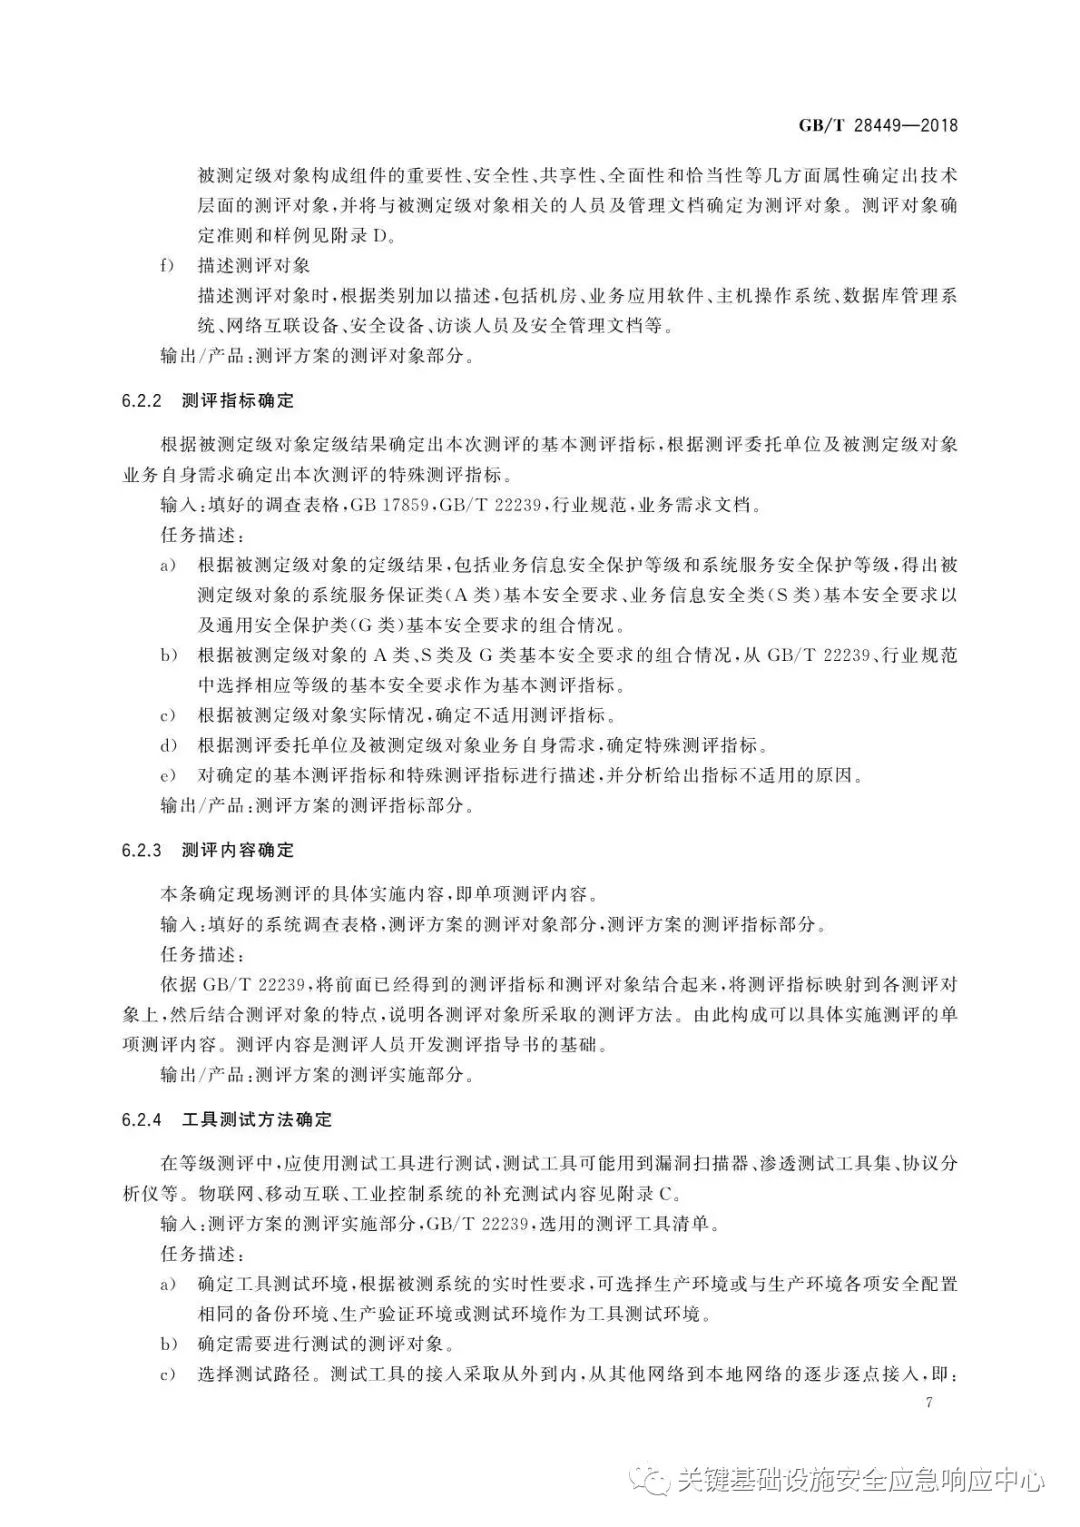 GB/T 28449—2018
被测定级对象构成组件的重要性、安全性、共享性、全面性和恰当性等几方面属性确定出技术
层面的测评对象,并将与被测定级对象相关的人员及管理文档确定为测评对象。测评对象确
定准则和样例见附录 D。
f) 描述测评对象
描述测评对象时,根据类别加以描述,包括机房、业务应用软件、主机操作系统、数据库管理系
统、网络互联设备、安全设备、访谈人员及安全管理文档等。
输出/产品:测评方案的测评对象部分。
6.2.2 测评指标确定
根据被测定级对象定级结果确定出本次测评的基本测评指标,根据测评委托单位及被测定级对象
业务自身需求确定出本次测评的特殊测评指标。
输入:填好的调查表格,GB 17859,GB/T 22239,行业规范,业务需求文档。
任务描述:
a) 根据被测定级对象的定级结果,包括业务信息安全保护等级和系统服务安全保护等级,得出被
测定级对象的系统服务保证类(A 类)基本安全要求、业务信息安全类(S 类)基本安全要求以
及通用安全保护类(G 类)基本安全要求的组合情况。
b) 根据被测定级对象的 A 类、S 类及 G 类基本安全要求的组合情况,从 GB/T 22239、行业规范
中选择相应等级的基本安全要求作为基本测评指标。
c) 根据被测定级对象实际情况,确定不适用测评指标。
d) 根据测评委托单位及被测定级对象业务自身需求,确定特殊测评指标。
e) 对确定的基本测评指标和特殊测评指标进行描述,并分析给出指标不适用的原因。
输出/产品:测评方案的测评指标部分。
6.2.3 测评内容确定
本条确定现场测评的具体实施内容,即单项测评内容。
输入:填好的系统调查表格,测评方案的测评对象部分,测评方案的测评指标部分。
任务描述:
依据 GB/T 22239,将前面已经得到的测评指标和测评对象结合起来,将测评指标映射到各测评对
象上,然后结合测评对象的特点,说明各测评对象所采取的测评方法。由此构成可以具体实施测评的单
项测评内容。测评内容是测评人员开发测评指导书的基础。
输出/产品:测评方案的测评实施部分。
6.2.4 工具测试方法确定
在等级测评中,应使用测试工具进行测试,测试工具可能用到漏洞扫描器、渗透测试工具集、协议分
析仪等。物联网、移动互联、工业控制系统的补充测试内容见附录 C。
输入:测评方案的测评实施部分,GB/T 22239,选用的测评工具清单。
任务描述:
a) 确定工具测试环境,根据被测系统的实时性要求,可选择生产环境或与生产环境各项安全配置
相同的备份环境、生产验证环境或测试环境作为工具测试环境。
b) 确定需要进行测试的测评对象。
c) 选择测试路径。测试工具的接入采取从外到内,从其他网络到本地网络的逐步逐点接入,即:
7
关键基础设施安全应急响应中心